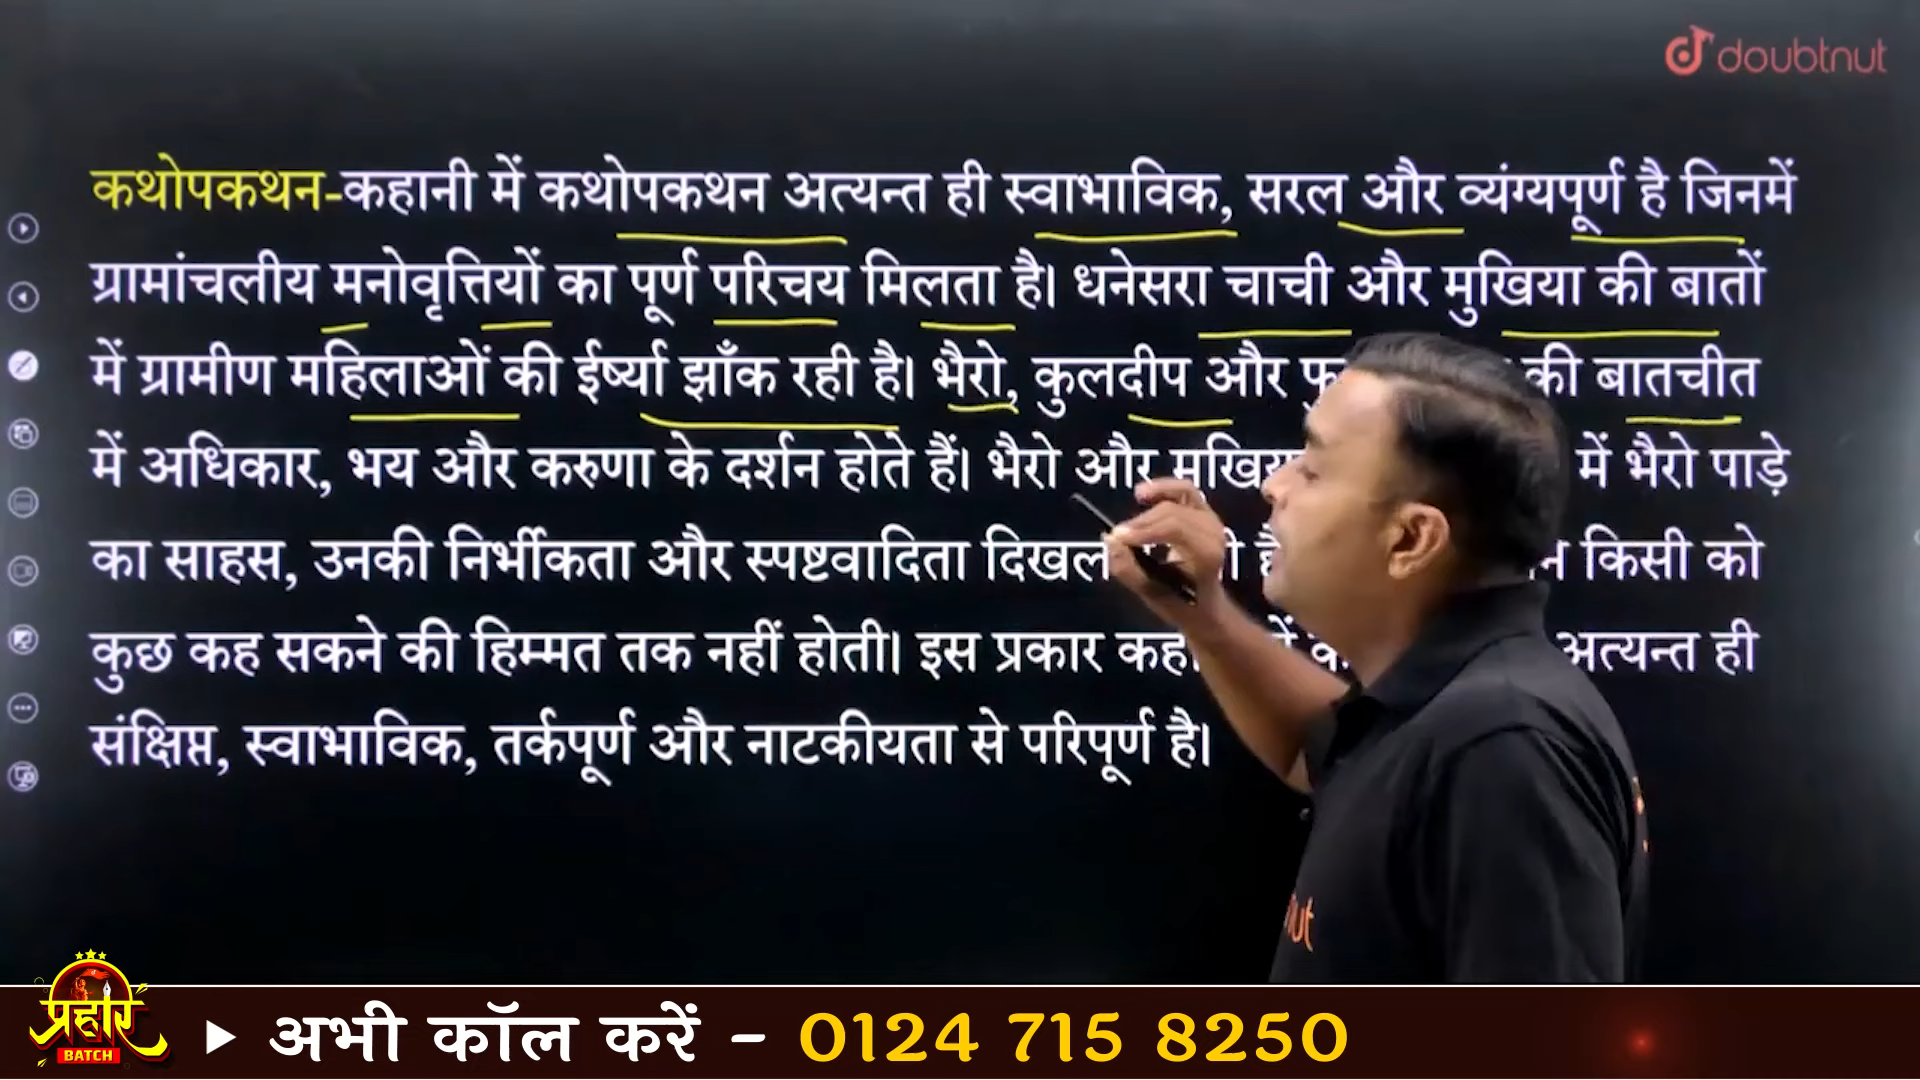 doubtnut
कथोपकथन-कहानी में कथोपकथन अत्यन्त ही स्वाभाविक, सरल और व्यंग्यपूर्ण है जिनमें
ग्रामांचलीय मनोवृत्तियों का पूर्ण परिचय मिलता है। धनेसरा चाची और मुखिया की बातों
में ग्रामीण महिलाओं की ईर्ष्या झाँक रही है। भैरो, कुलदीप और की बातचीत
में अधिकार, भय और करुणा के दर्शन होते हैं। भैरो और में भैरो पाड़े
का साहस, उनकी निर्भीकता और स्पष्टवादिता किसी को
कुछ कह सकने की हिम्मत तक नहीं होती। इस प्रकार अत्यन्त ही
संक्षिप्त, स्वाभाविक, तर्कपूर्ण और नाटकीयता से परिपूर्ण है।
प्रहार
BATCH
अभी कॉल करें – 0124 715 8250